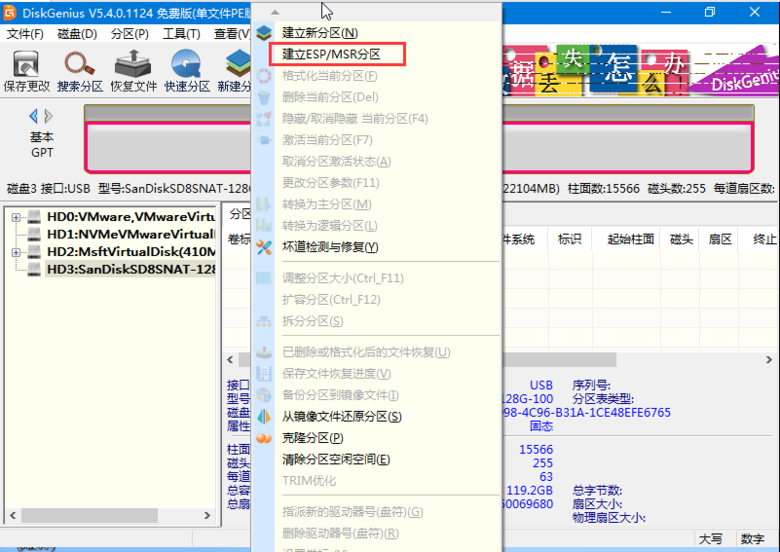 DiskGenius V5.4.0.1124 免费版(单文件PE版
文件(F) 磁盘(D) 分区(P) 工具(T) 查看(V)
保存更改 搜索分区 恢复文件 快速分区 新建分
据 丢 失 怎 么 办 DiskGenius
基本
GPT
磁盘3 接口:USB 型号:SanDiskSD8SNAT-128G
22104MB) 柱面数:15566 磁头数:255 每道扇区数:
HD0:VMware,VMwareVirtu
HD1:NVMeVMwareVirtual
HD2:MsftVirtualDisk(410M
HD3:SanDiskSD8SNAT-128
建立新分区(N)
建立ESP/MSR分区
格式化当前分区(F)
删除当前分区(Del)
隐藏/取消隐藏 当前分区(F4)
激活当前分区(F7)
取消分区激活状态(A)
更改分区参数(F11)
转换为主分区(M)
转换为逻辑分区(L)
坏道检测与修复(Y)
调整分区大小(Ctrl_F11)
扩容分区(Ctrl_F12)
拆分分区(S)
已删除或格式化后的文件恢复(U)
保存文件恢复进度(V)
备份分区到镜像文件(I)
从镜像文件还原分区(S)
克隆分区(P)
清除分区空闲空间(E)
TRIM优化
指派新的驱动器号(盘符)(G)
删除驱动器号(盘符)(R)
分区
卷标 件系统 标识 起始柱面 磁头 扇区 终止
接口 USB 序列号:
型号 128G-100 分区表类型:
磁盘 98-4C96-B31A-1CE48EFE6765
属性 固态
柱面 15566
磁头 255
每道 63
总容 119.2GB 总字节数:
总扇 50069680 扇区大小:
物理扇区大小:
大写 数字